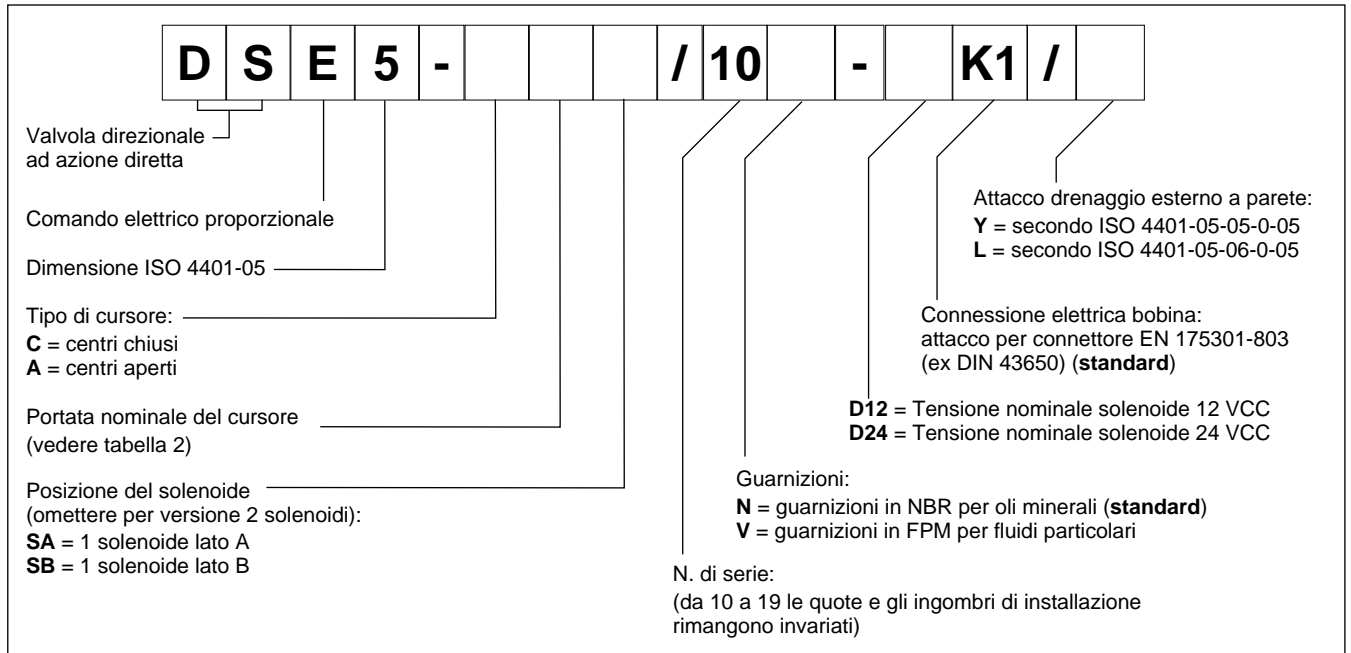 D S E 5 - / 10 - K1 /
Valvola direzionale
ad azione diretta
Comando elettrico proporzionale
Dimensione ISO 4401-05
Tipo di cursore:
C = centri chiusi
A = centri aperti
Portata nominale del cursore
(vedere tabella 2)
Posizione del solenoide
(omettere per versione 2 solenoidi):
SA = 1 solenoide lato A
SB = 1 solenoide lato B
Attacco drenaggio esterno a parete:
Y = secondo ISO 4401-05-05-0-05
L = secondo ISO 4401-05-06-0-05
Connessione elettrica bobina:
attacco per connettore EN 175301-803
(ex DIN 43650) (standard)
D12 = Tensione nominale solenoide 12 VCC
D24 = Tensione nominale solenoide 24 VCC
Guarnizioni:
N = guarnizioni in NBR per oli minerali (standard)
V = guarnizioni in FPM per fluidi particolari
N. di serie:
(da 10 a 19 le quote e gli ingombri di installazione
rimangono invariati)